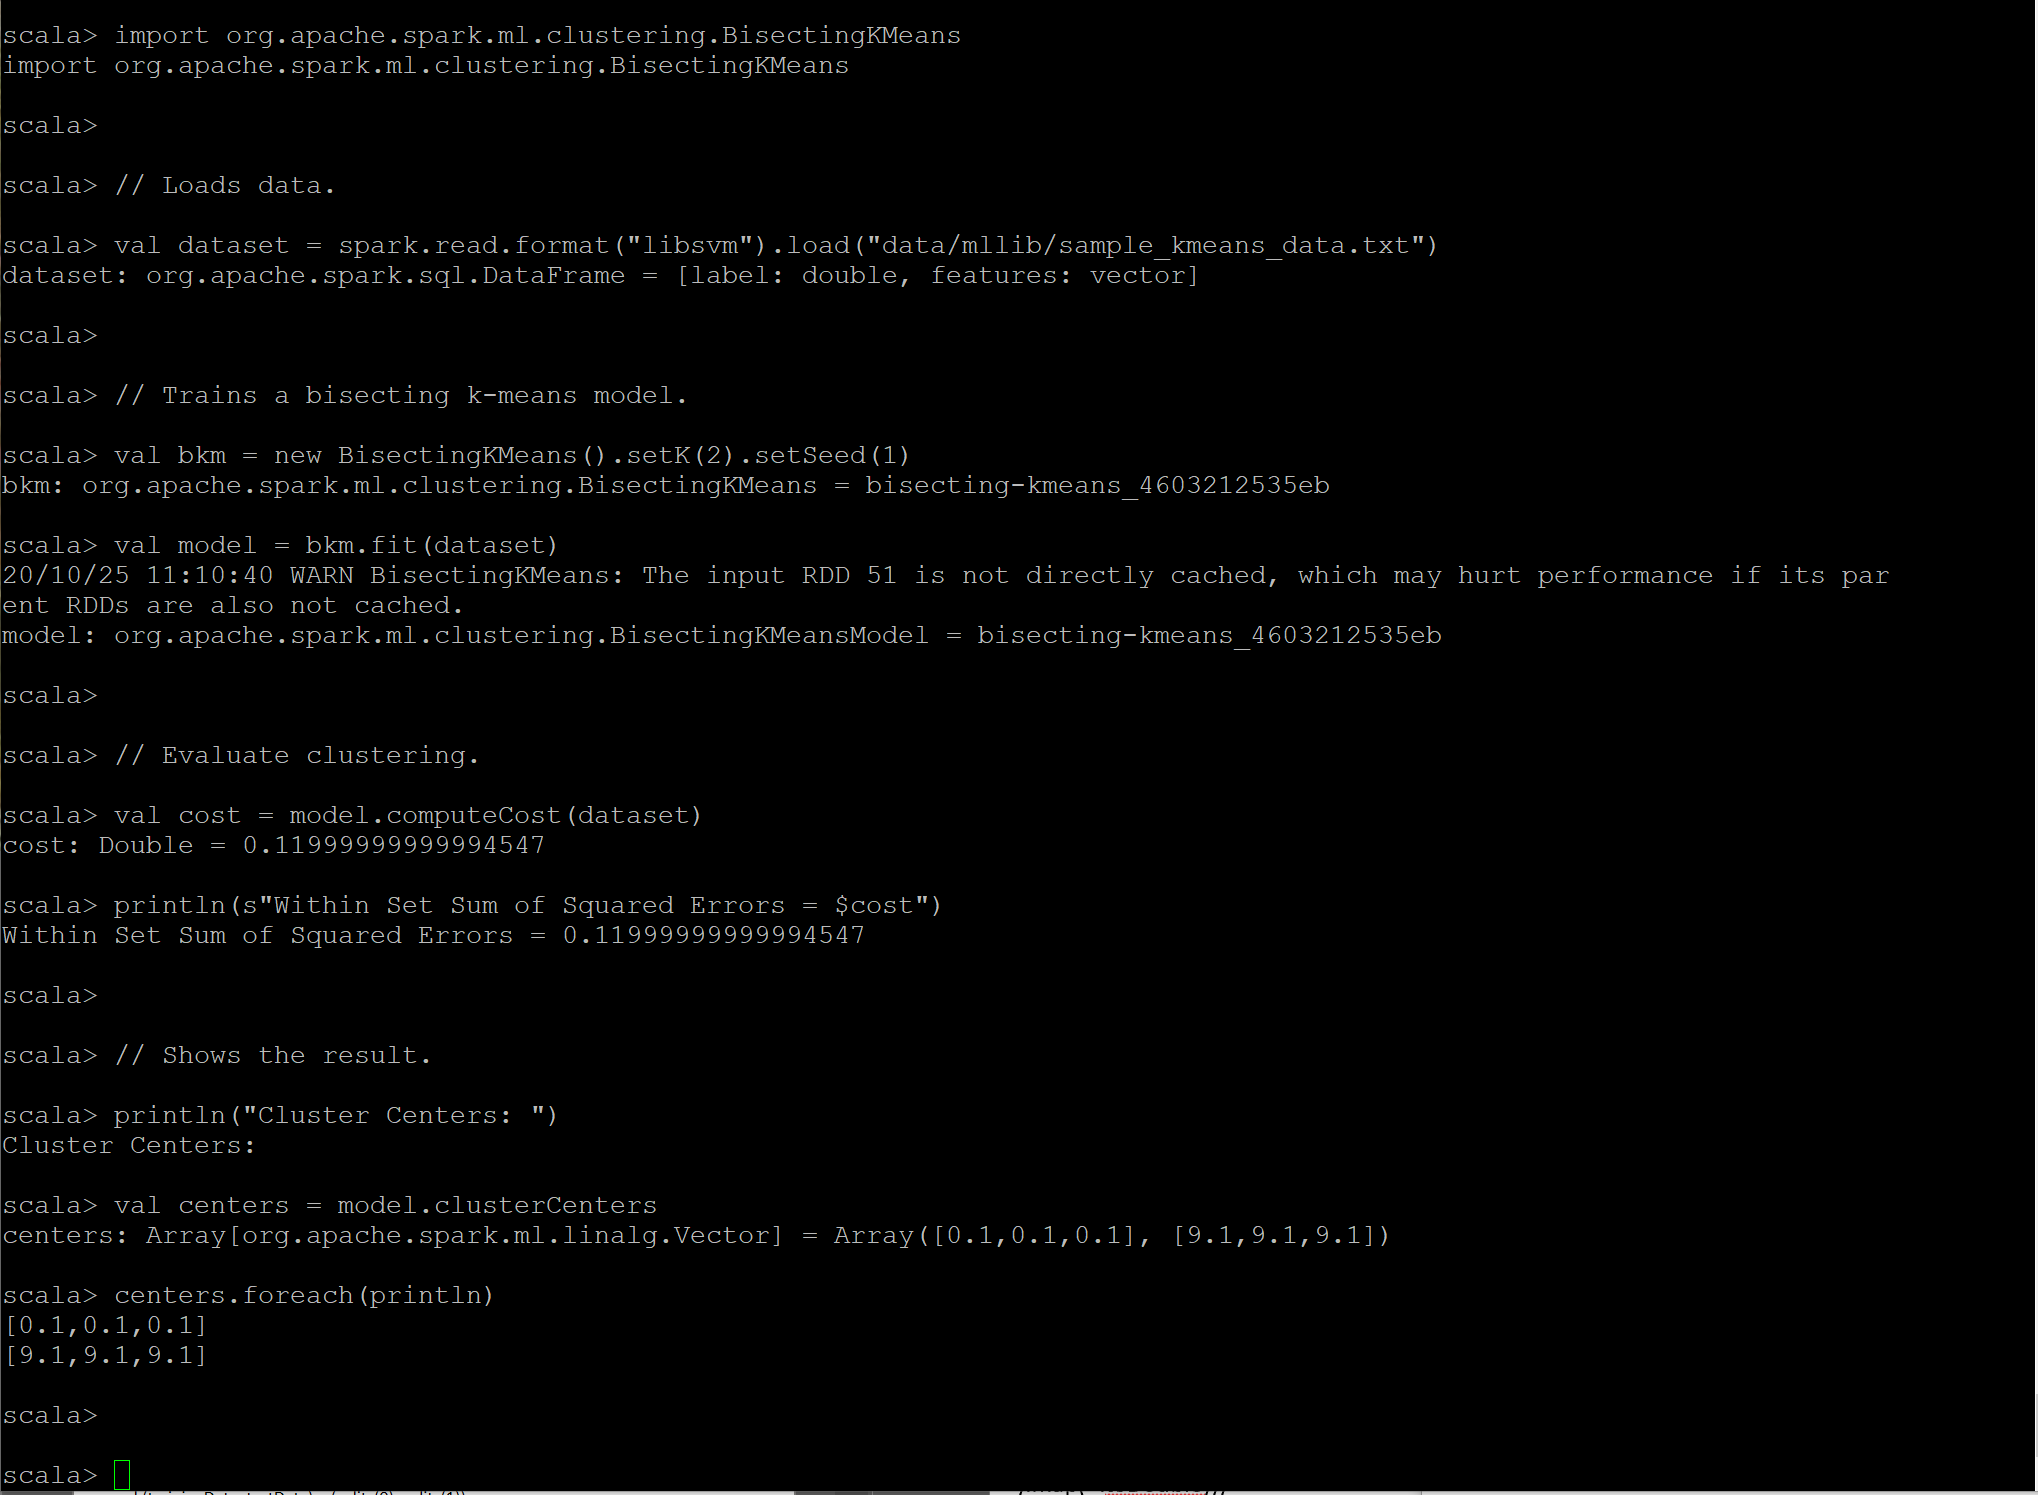 scala> import org.apache.spark.ml.clustering.BisectingKMeans
import org.apache.spark.ml.clustering.BisectingKMeans
scala>
scala> // Loads data.
scala> val dataset = spark.read.format("libsvm").load("data/mllib/sample_kmeans_data.txt")
dataset: org.apache.spark.sql.DataFrame = [label: double, features: vector]
scala>
scala> // Trains a bisecting k-means model.
scala> val bkm = new BisectingKMeans().setK(2).setSeed(1)
bkm: org.apache.spark.ml.clustering.BisectingKMeans = bisecting-kmeans_4603212535eb
scala> val model = bkm.fit(dataset)
20/10/25 11:10:40 WARN BisectingKMeans: The input RDD 51 is not directly cached, which may hurt performance if its par
ent RDDs are also not cached.
model: org.apache.spark.ml.clustering.BisectingKMeansModel = bisecting-kmeans_4603212535eb
scala>
scala> // Evaluate clustering.
scala> val cost = model.computeCost(dataset)
cost: Double = 0.11999999999994547
scala> println(s"Within Set Sum of Squared Errors = $cost")
Within Set Sum of Squared Errors = 0.11999999999994547
scala>
scala> // Shows the result.
scala> println("Cluster Centers: ")
Cluster Centers:
scala> val centers = model.clusterCenters
centers: Array[org.apache.spark.ml.linalg.Vector] = Array([0.1,0.1,0.1], [9.1,9.1,9.1])
scala> centers.foreach(println)
[0.1,0.1,0.1]
[9.1,9.1,9.1]
scala>
scala>